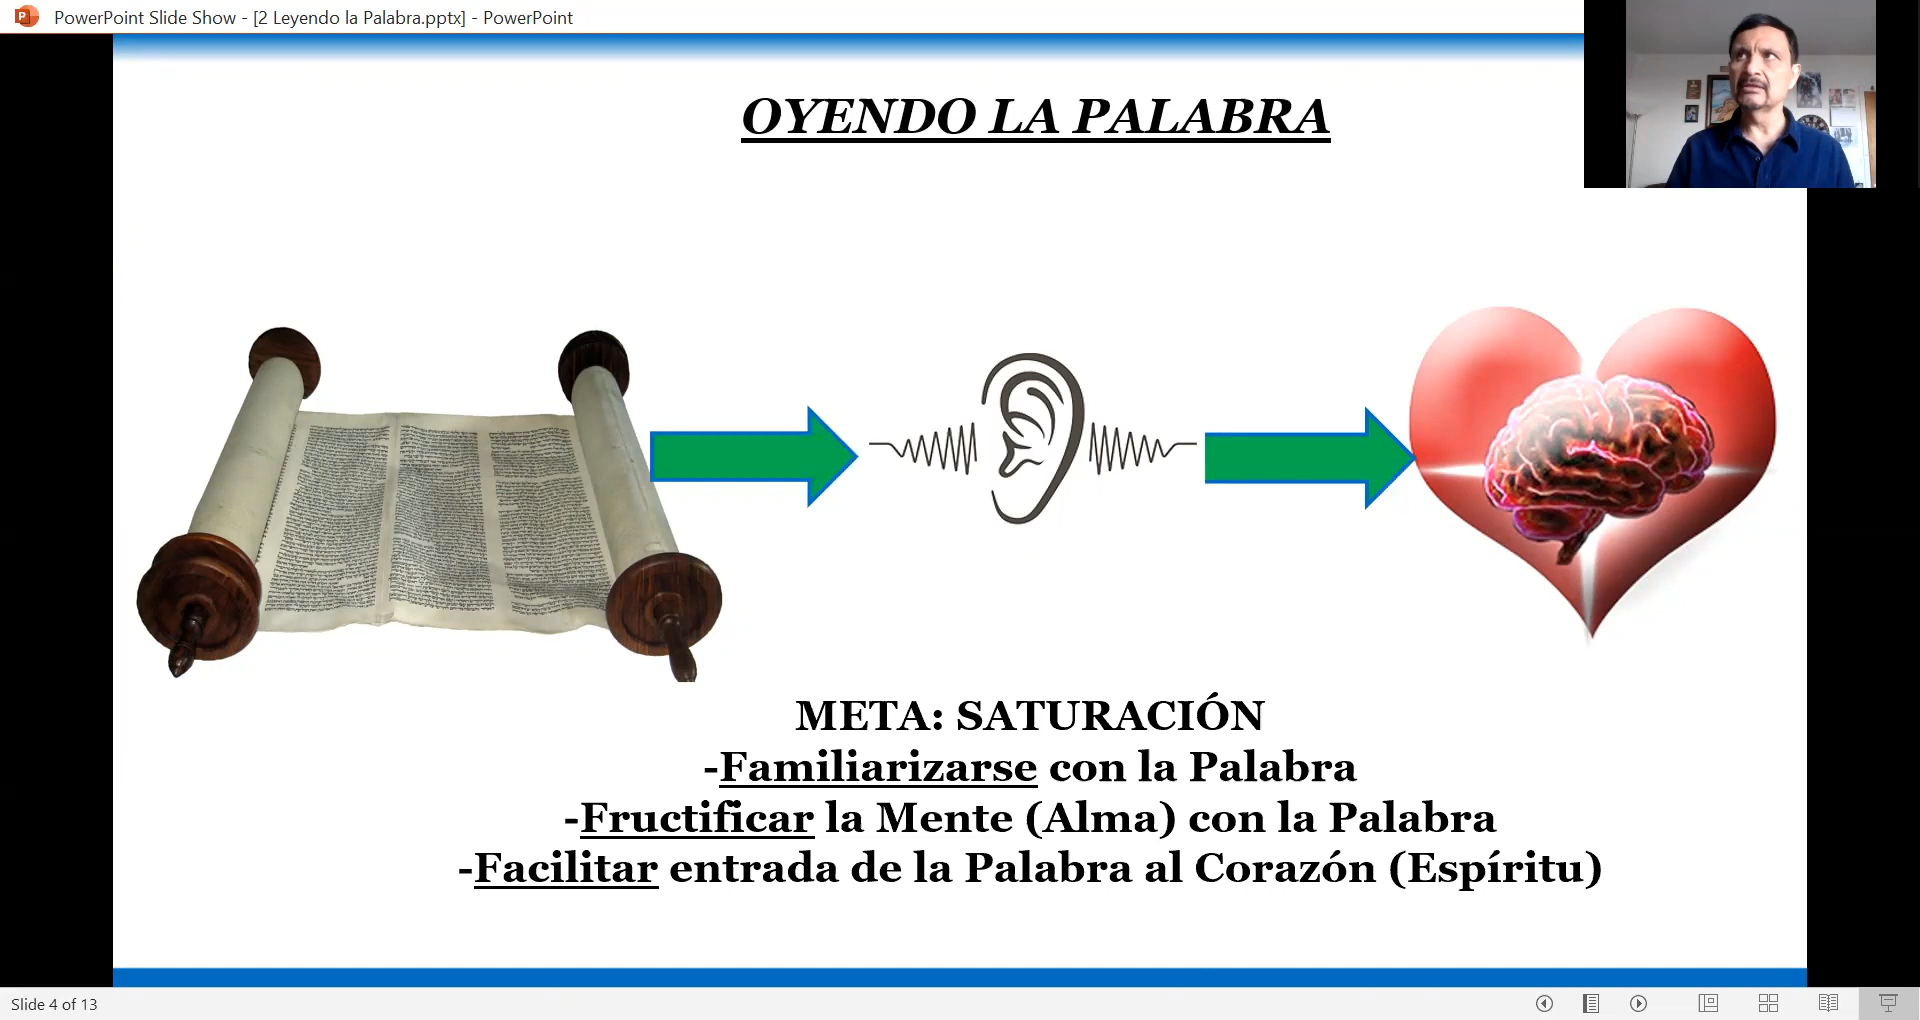 PowerPoint Slide Show - [2 Leyendo la Palabra.pptx] - PowerPoint
OYENDO LA PALABRA
META: SATURACIÓN
-Familiarizarse con la Palabra
-Fructificar la Mente (Alma) con la Palabra
-Facilitar entrada de la Palabra al Corazón (Espíritu)
Slide 4 of 13